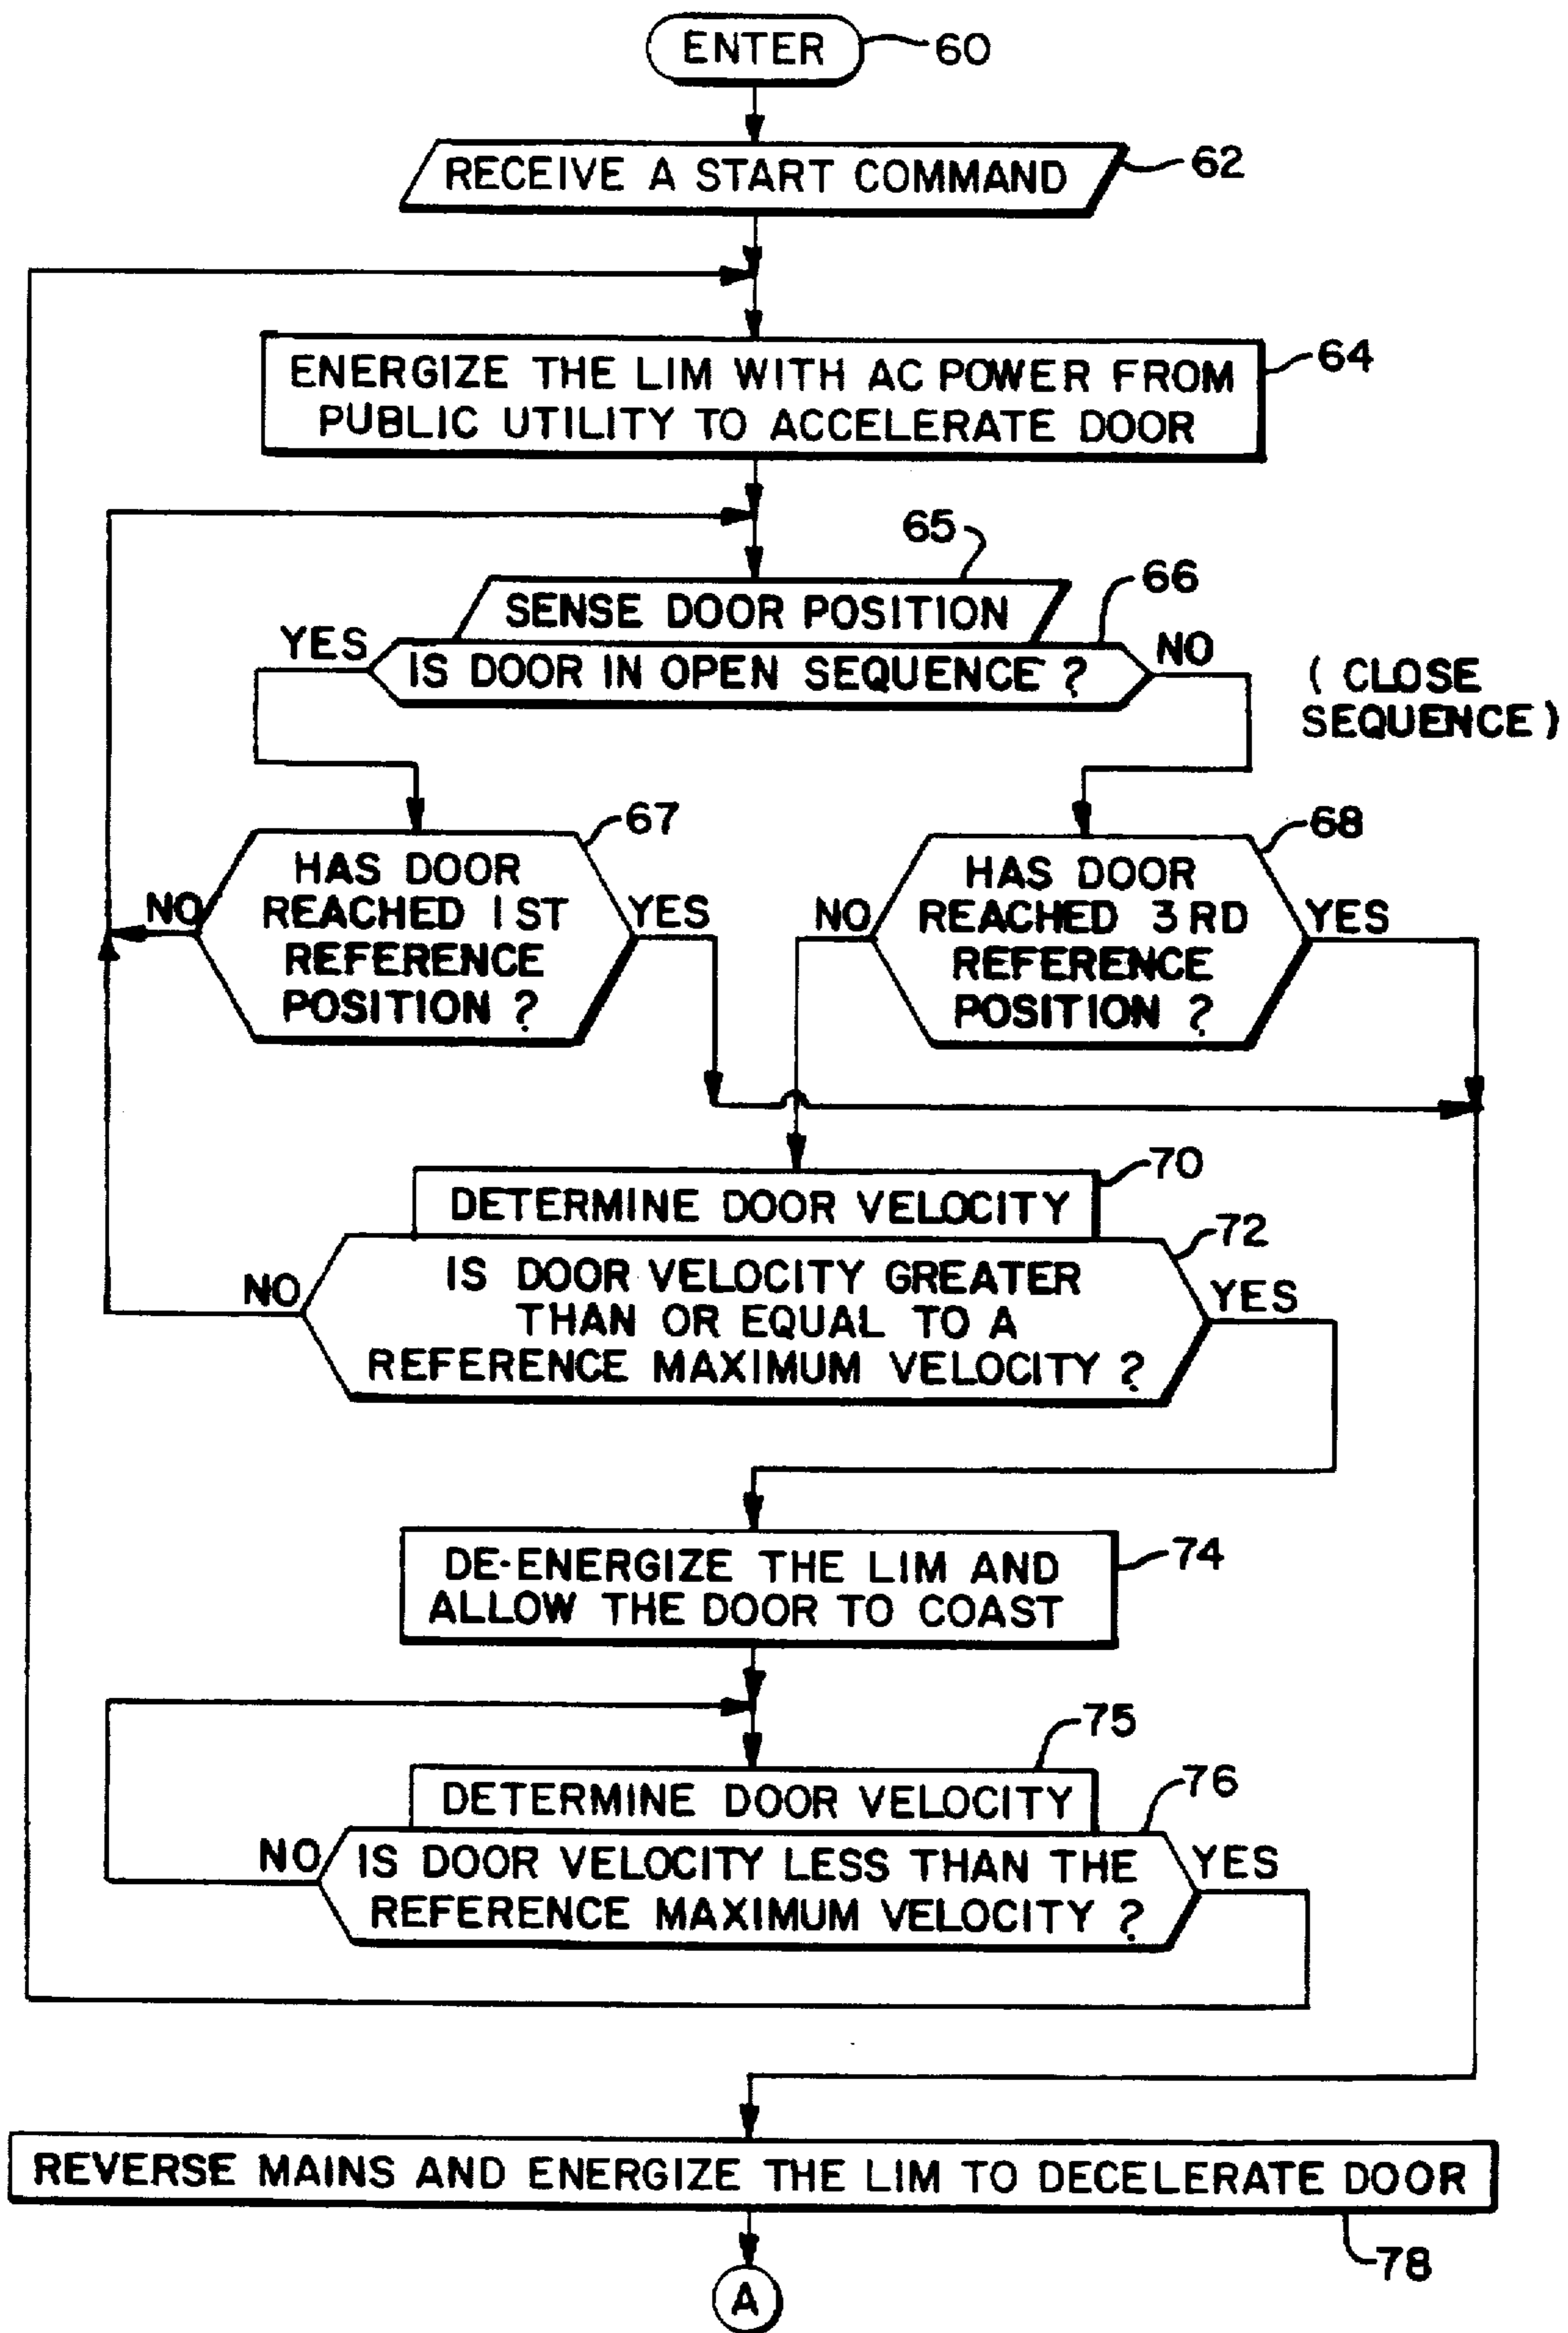 ENTER
60
RECEIVE A START COMMAND
62
ENERGIZE THE LIM WITH AC POWER FROM
PUBLIC UTILITY TO ACCELERATE DOOR
64
65
SENSE DOOR POSITION
66
YES
IS DOOR IN OPEN SEQUENCE ?
NO
( CLOSE
SEQUENCE )
67
HAS DOOR
REACHED 1ST
REFERENCE
POSITION ?
NO
YES
68
HAS DOOR
REACHED 3RD
REFERENCE
POSITION ?
NO
YES
70
DETERMINE DOOR VELOCITY
72
IS DOOR VELOCITY GREATER
THAN OR EQUAL TO A
REFERENCE MAXIMUM VELOCITY ?
NO
YES
DE-ENERGIZE THE LIM AND
ALLOW THE DOOR TO COAST
74
75
DETERMINE DOOR VELOCITY
76
NO
IS DOOR VELOCITY LESS THAN THE
REFERENCE MAXIMUM VELOCITY ?
YES
REVERSE MAINS AND ENERGIZE THE LIM TO DECELERATE DOOR
78
A